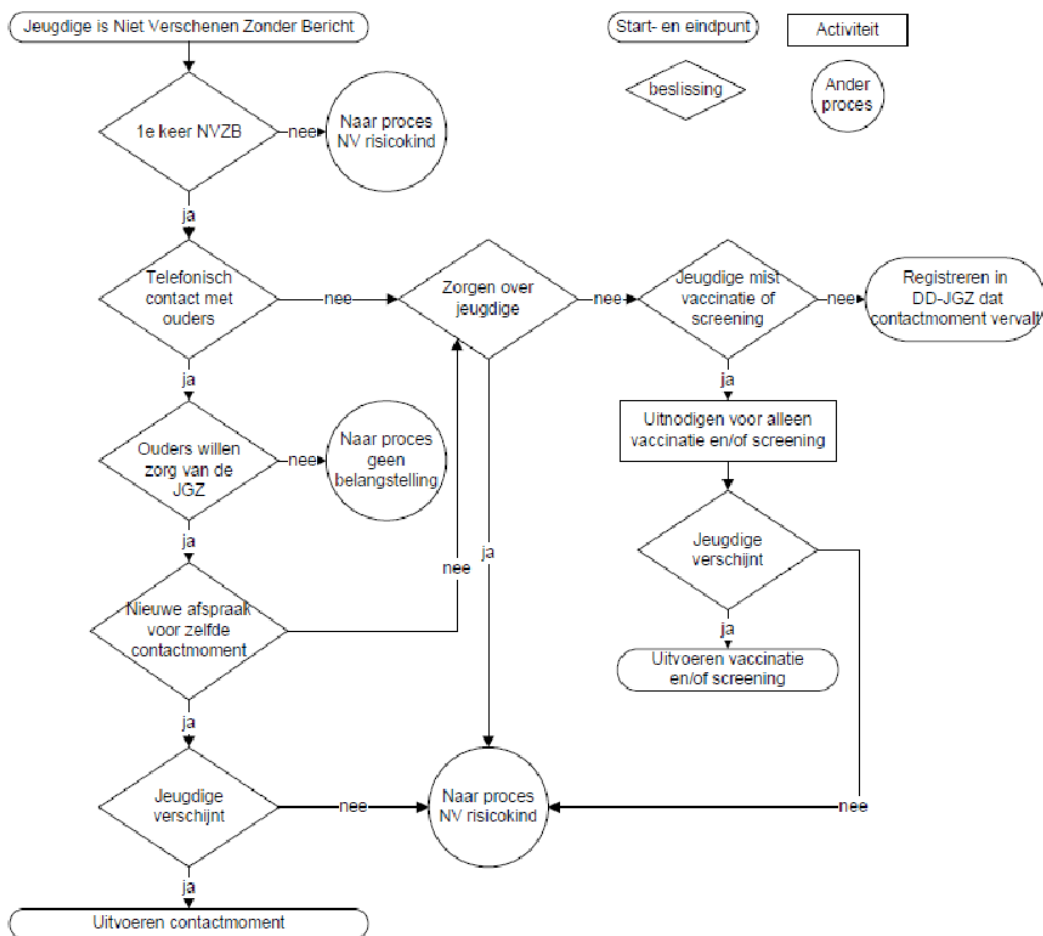 Jeugdige is Niet Verschenen Zonder Bericht
Start- en eindpunt
Activiteit
beslissing
Ander
proces
1e keer NVZB
nee
Naar proces
NV risicokind
ja
Telefonisch
contact met
ouders
nee
Zorgen over
jeugdige
nee
Jeugdige mist
vaccinatie of
screening
nee
Registreren in
DD-JGZ dat
contactmoment vervalt
ja
ja
Uitnodigen voor alleen
vaccinatie en/of screening
Ouders willen
zorg van de
JGZ
nee
Naar proces
geen
belangstelling
ja
ja
nee
Jeugdige
verschijnt
Nieuwe afspraak
voor zelfde
contactmoment
ja
Uitvoeren vaccinatie
en/of screening
ja
Jeugdige
verschijnt
nee
Naar proces
NV risicokind
nee
ja
Uitvoeren contactmoment